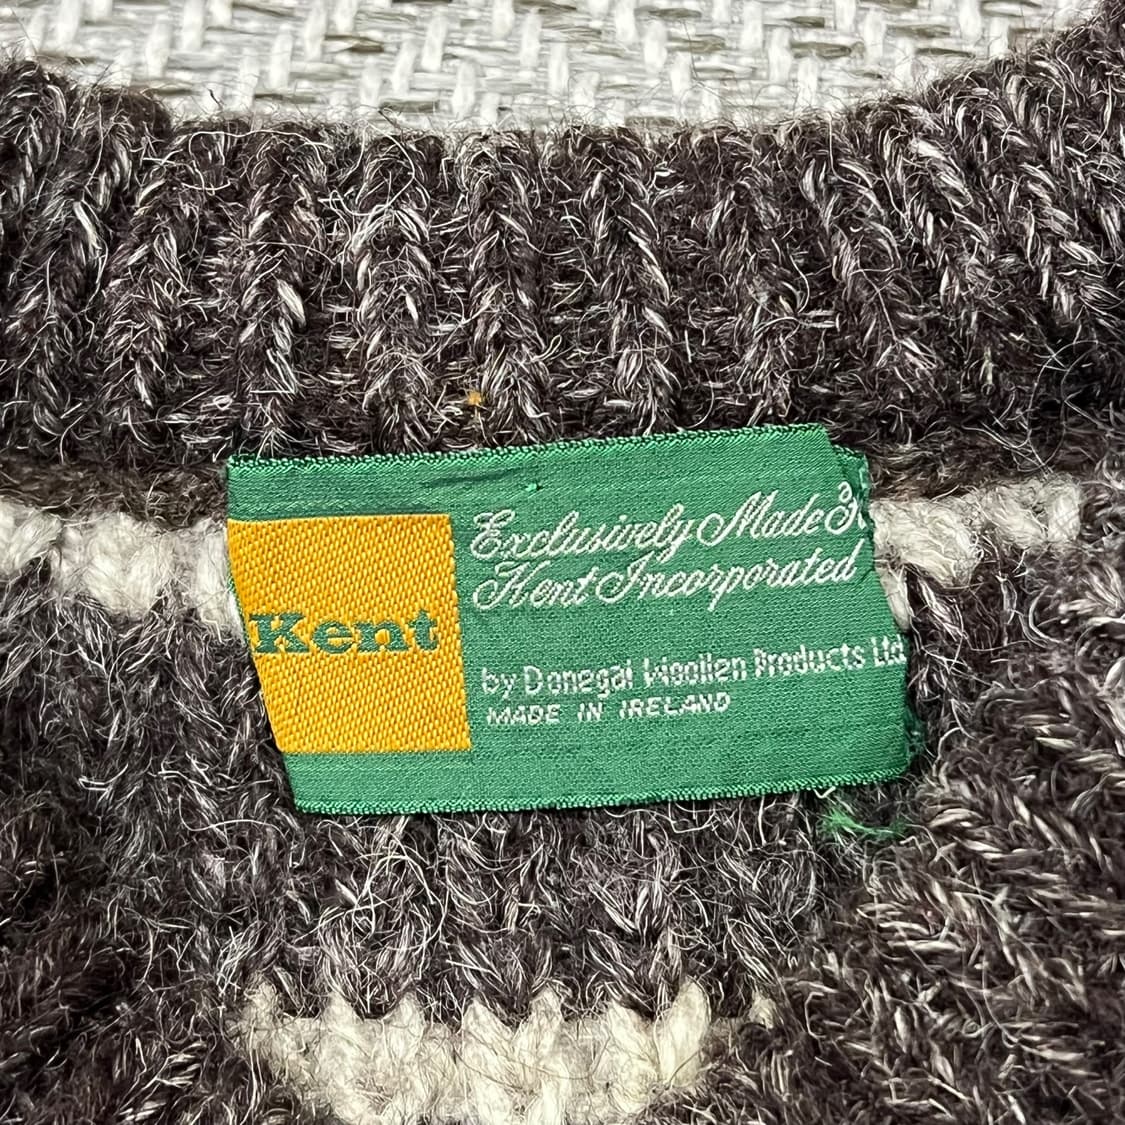 Kent
Exclusively Made
Kent Incorporated
by Donegal Woollen Products Ltd
MADE IN IRELAND